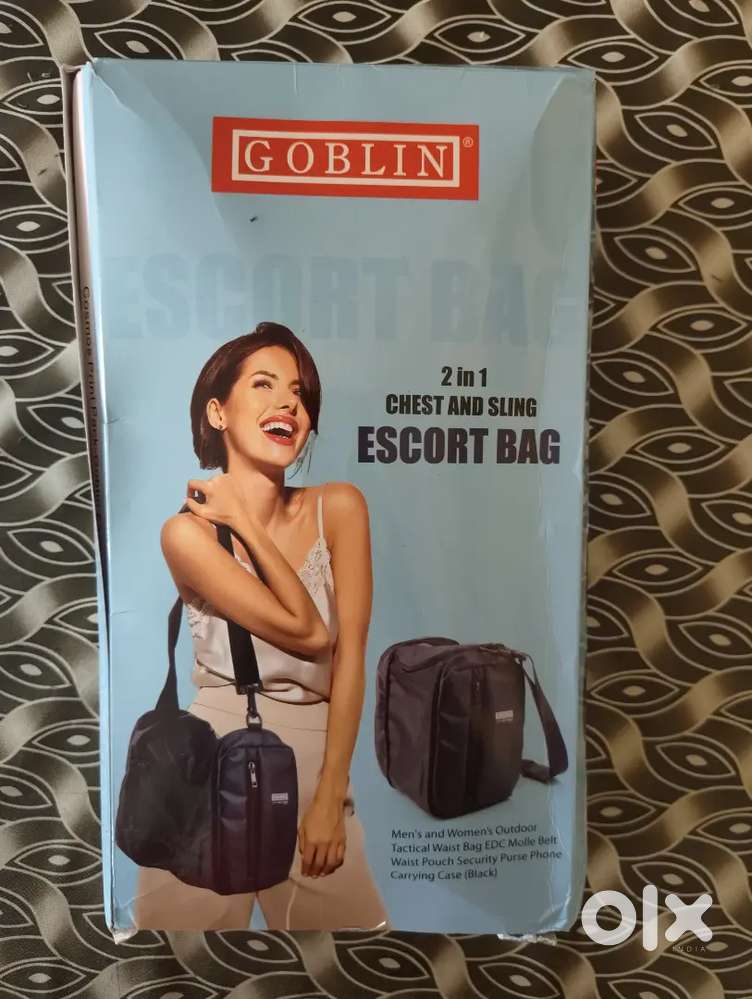 GOBLIN®
ESCORT BAG
2 in 1
CHEST AND SLING
ESCORT BAG
Men's and Women's Outdoor
Tactical Waist Bag EDC Molle Belt
Waist Pouch Security Purse Phone
Carrying Case (Black)
olx
INDIA